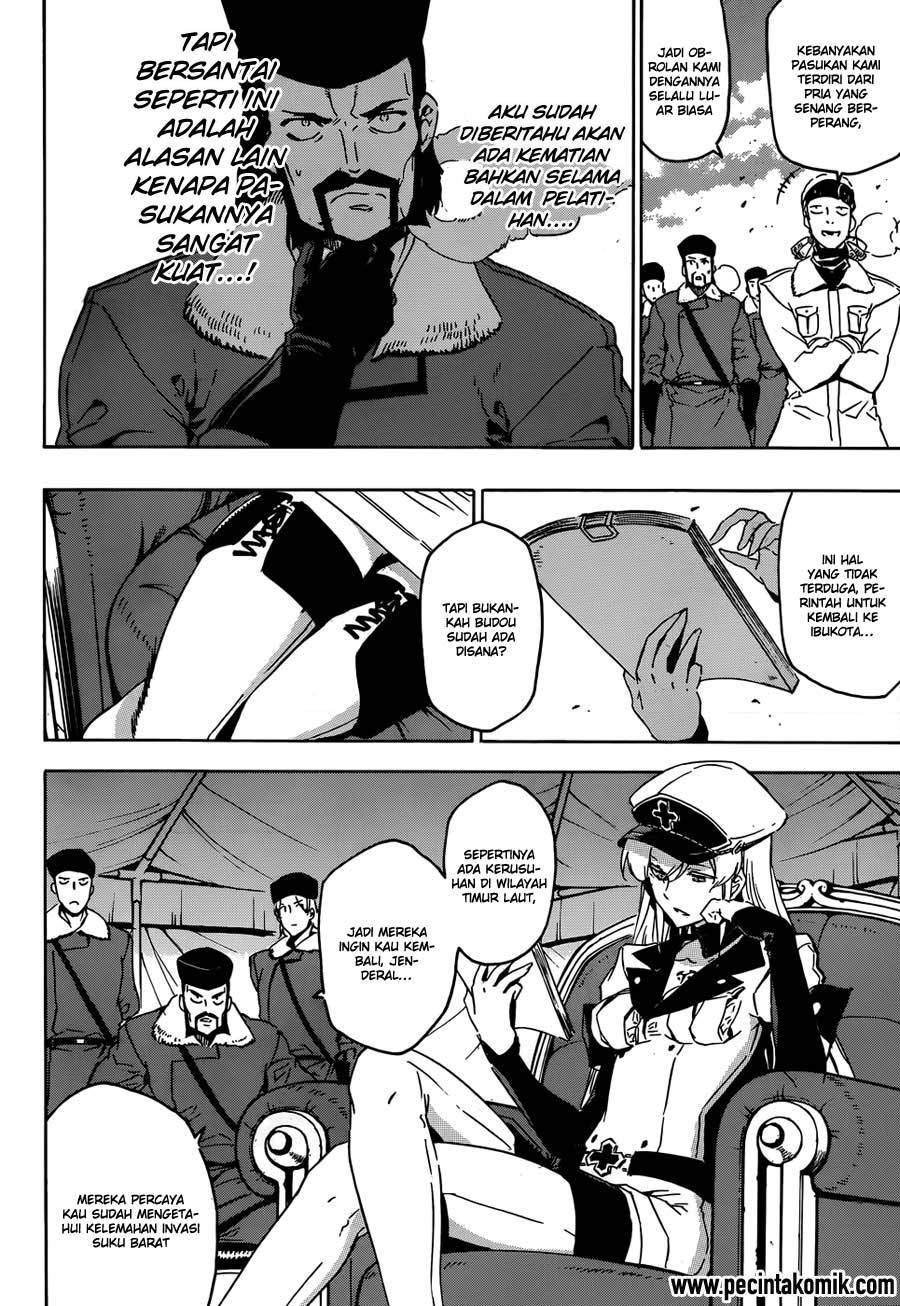 KEBANYAKAN
PASUKAN KAMI
TERDIRI DARI
PRIA YANG
SENANG BER-
PERANG,
JADI OB-
ROLAN KAMI
DENGANNYA
SELALU LU-
AR BIASA
AKU SUDAH
DIBERITAHU AKAN
ADA KEMATIAN
BAHKAN SELAMA
DALAM PELATI-
HAN....
TAPI
BERSANTAI
SEPERTI INI
ADALAH
ALASAN LAIN
KENAPA PA-
SUKANNYA
SANGAT
KUAT...!
INI HAL
YANG TIDAK
TERDUGA, PE-
RINTAH UNTUK
KEMBALI KE
IBUKOTA...
TAPI BUKAN-
KAH BUDOU
SUDAH ADA
DISANA?
SEPERTINYA
ADA KERUSU-
HAN DI WILAYAH
TIMUR LAUT,
JADI MEREKA
INGIN KAU KEM-
BALI, JEN-
DERAL...
MEREKA PERCAYA
KAU SUDAH MENGETA-
HUI KELEMAHAN INVASI
SUKU BARAT
www.pecintakomik.com